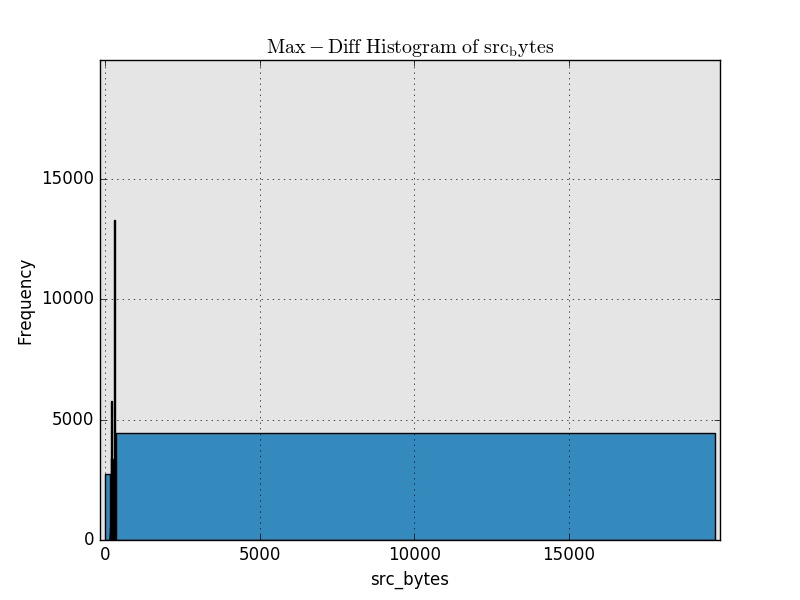 Max − Diff Histogram of src_bytes
15000
10000
5000
0
Frequency
0 5000 10000 15000
src_bytes